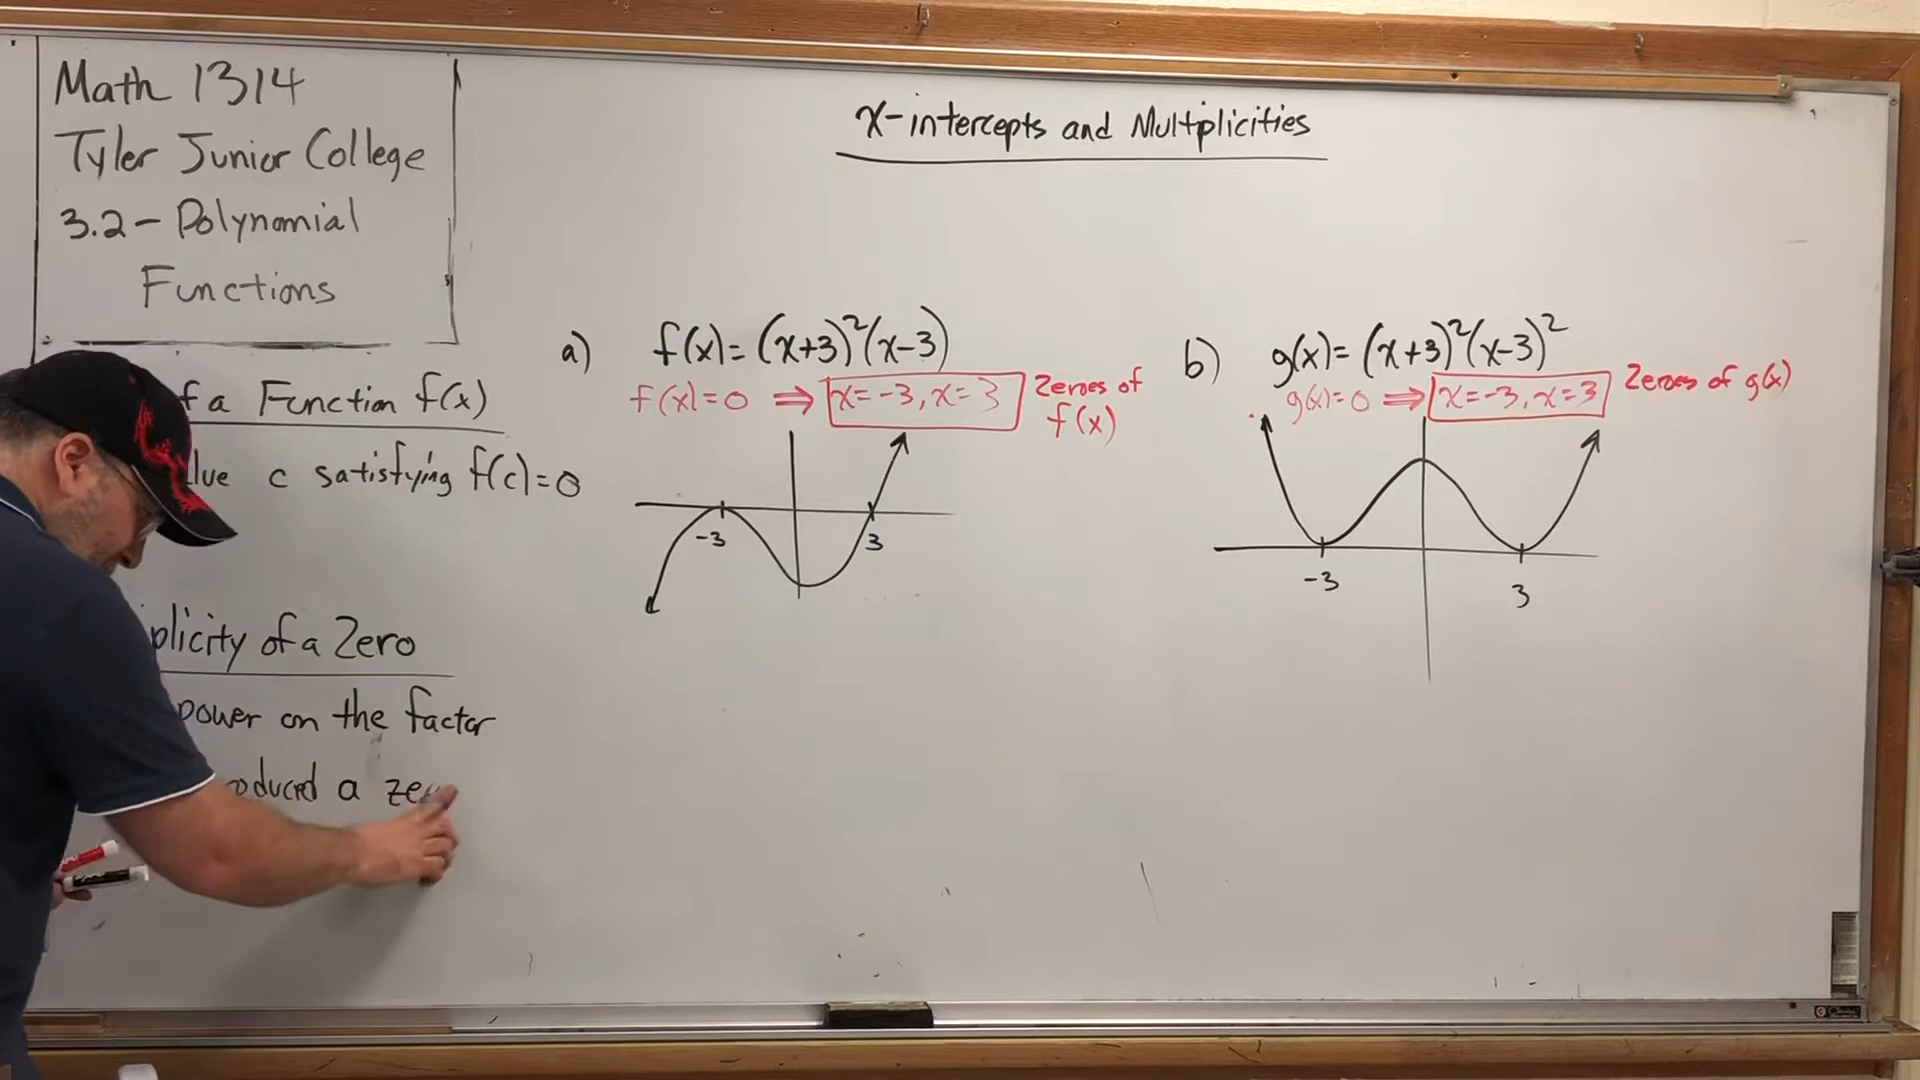 Math 1314
Tyler Junior College
3.2 - Polynomial
Functions
x-intercepts and Multiplicities
f a Function f(x)
lue c satisfying f(c)=0
plicity of a Zero
power on the factor
oduced a ze
a) f(x)= (x+3)²(x-3)
f(x)=0 ⇒ x=-3, x=3 Zeroes of
f(x)
-3 3
b) g(x)= (x+3)²(x-3)²
g(x)=0 ⇒ x=-3, x=3 Zeroes of g(x)
-3 3